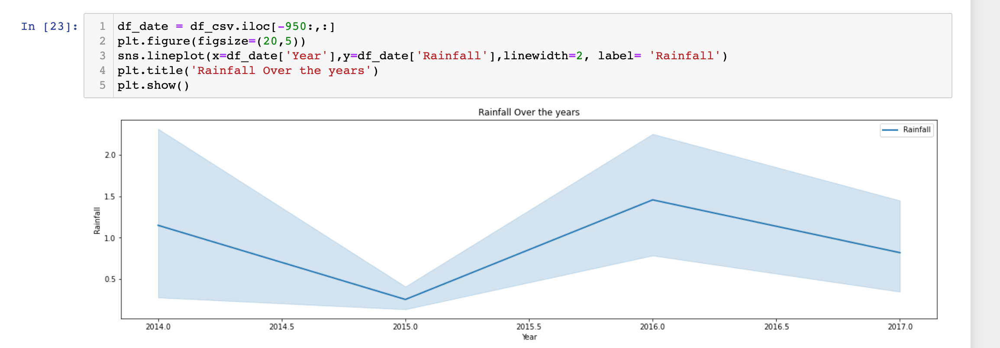 In [23]:
1 df_date = df_csv.iloc[-950:,:]
2 plt.figure(figsize=(20,5))
3 sns.lineplot(x=df_date['Year'],y=df_date['Rainfall'],linewidth=2, label= 'Rainfall')
4 plt.title('Rainfall Over the years')
5 plt.show()
Rainfall Over the years
Rainfall
2.0
1.5
1.0
0.5
Rainfall
2014.0 2014.5 2015.0 2015.5 2016.0 2016.5 2017.0
Year